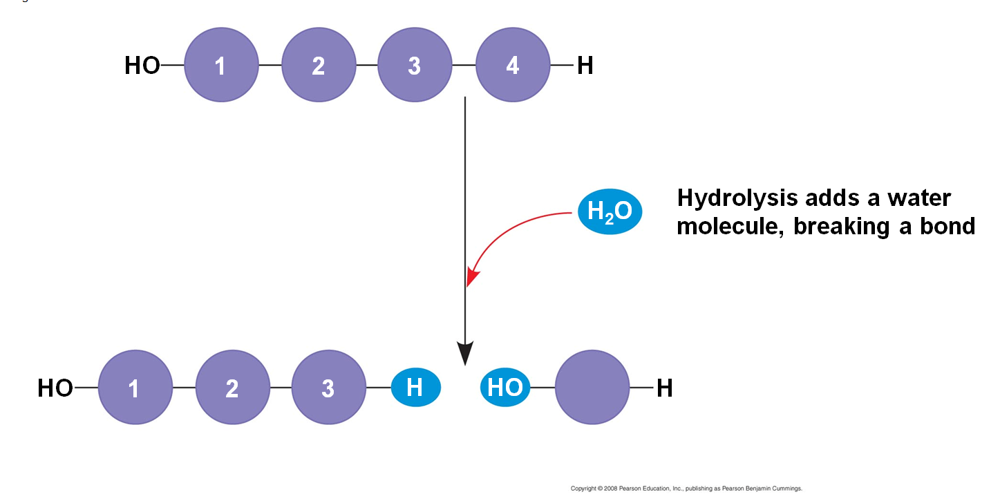 HO 1 2 3 4 H
H₂O
Hydrolysis adds a water
molecule, breaking a bond
HO 1 2 3 H HO H
Copyright © 2008 Pearson Education, Inc., publishing as Pearson Benjamin Cummings.